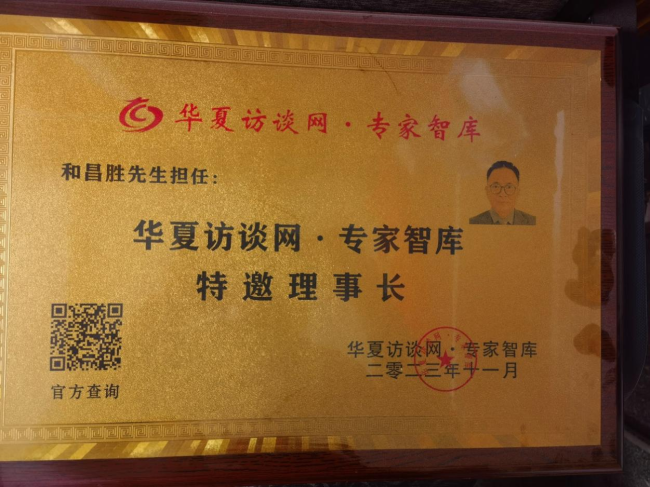 华夏访谈网·专家智库
和昌胜先生担任:
华夏访谈网·专家智库
特邀理事长
华夏访谈网·专家智库
二零二三年十一月
官方查询